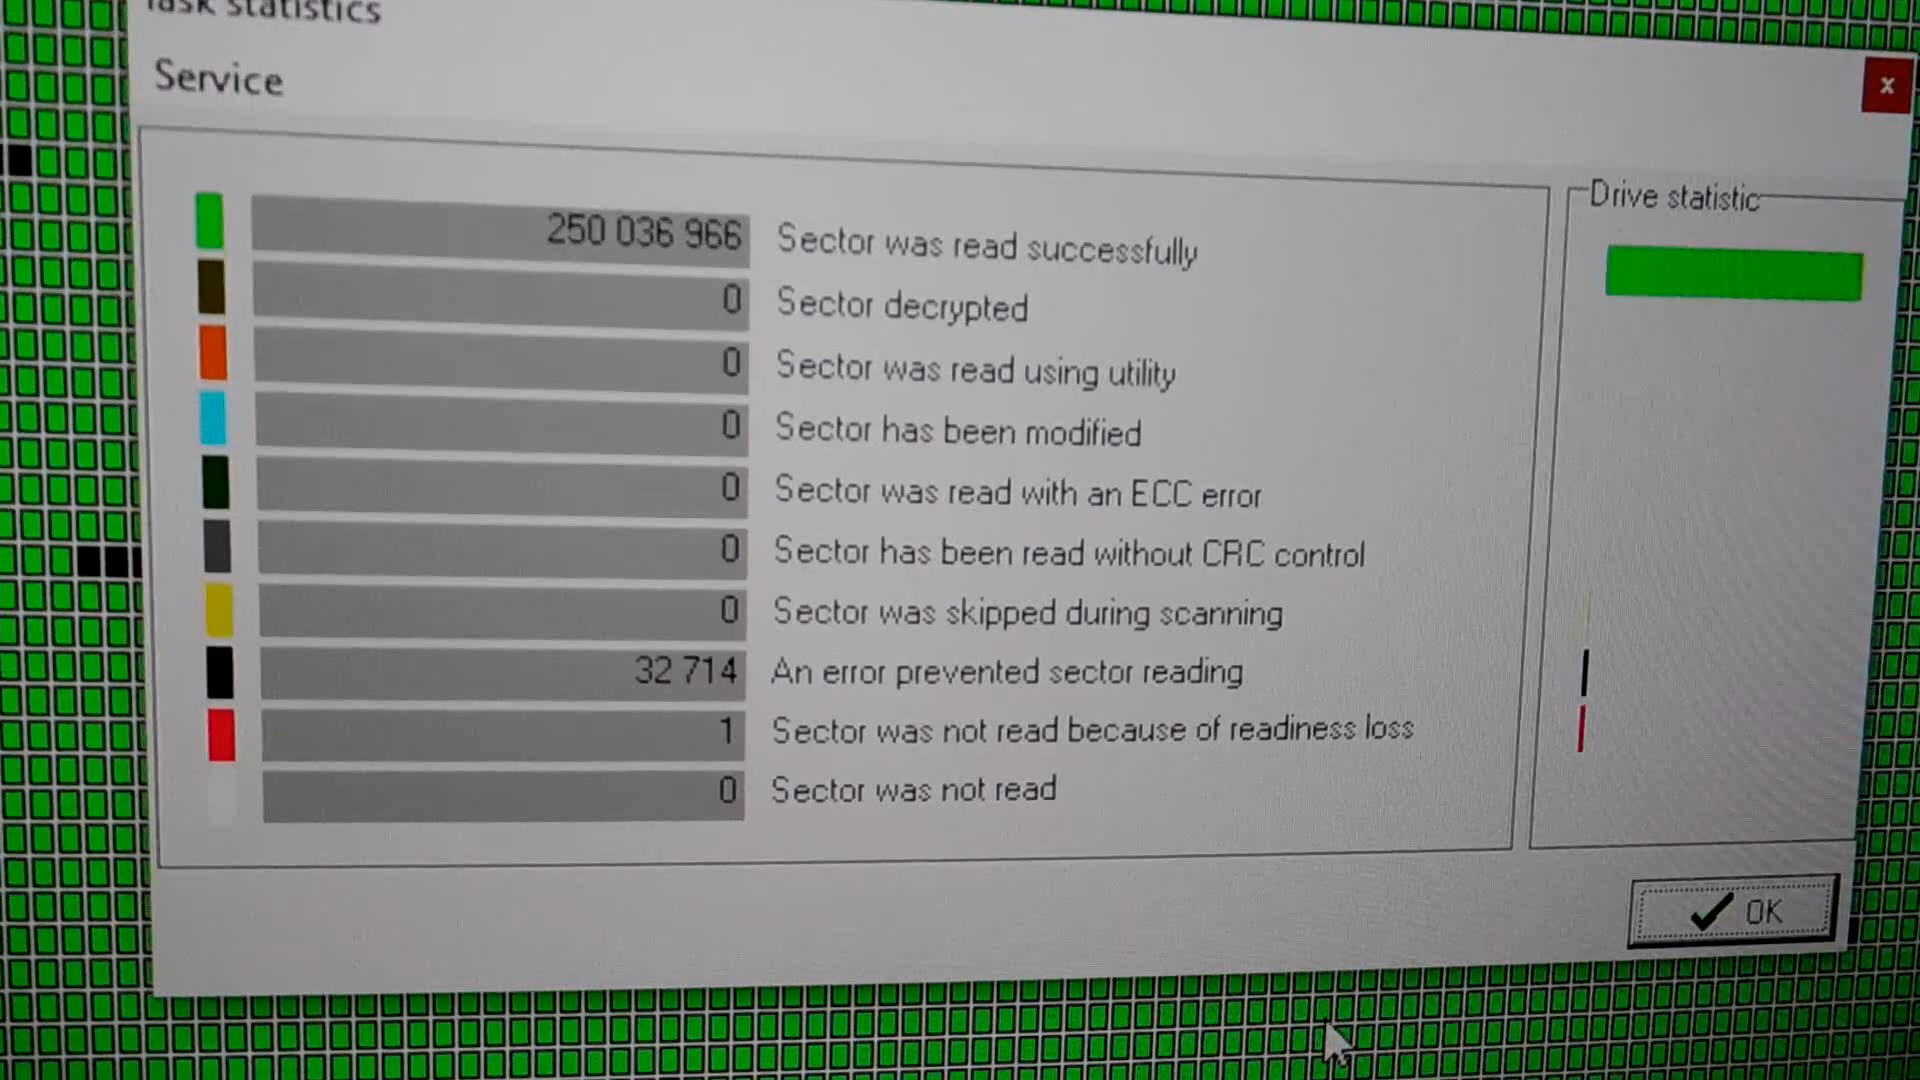 Task statistics
Service
x
Drive statistic
250 036 966 Sector was read successfully
0 Sector decrypted
0 Sector was read using utility
0 Sector has been modified
0 Sector was read with an ECC error
0 Sector has been read without CRC control
0 Sector was skipped during scanning
32 714 An error prevented sector reading
1 Sector was not read because of readiness loss
0 Sector was not read
OK